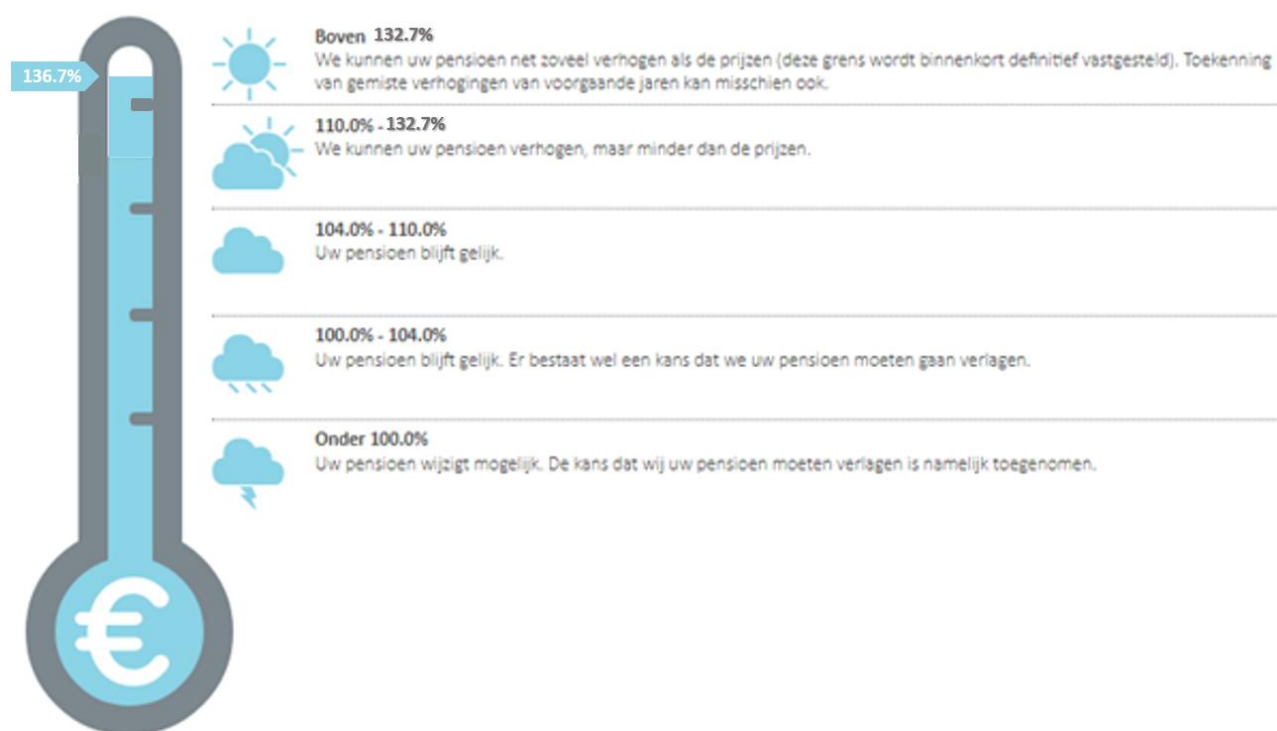 136.7%
Boven 132.7%
We kunnen uw pensioen net zoveel verhogen als de prijzen (deze grens wordt binnenkort definitief vastgesteld). Toekenning
van gemiste verhogingen van voorgaande jaren kan misschien ook.
110.0% - 132.7%
We kunnen uw pensioen verhogen, maar minder dan de prijzen.
104.0% - 110.0%
Uw pensioen blijft gelijk.
100.0% - 104.0%
Uw pensioen blijft gelijk. Er bestaat wel een kans dat we uw pensioen moeten gaan verlagen.
Onder 100.0%
Uw pensioen wijzigt mogelijk. De kans dat wij uw pensioen moeten verlagen is namelijk toegenomen.
€